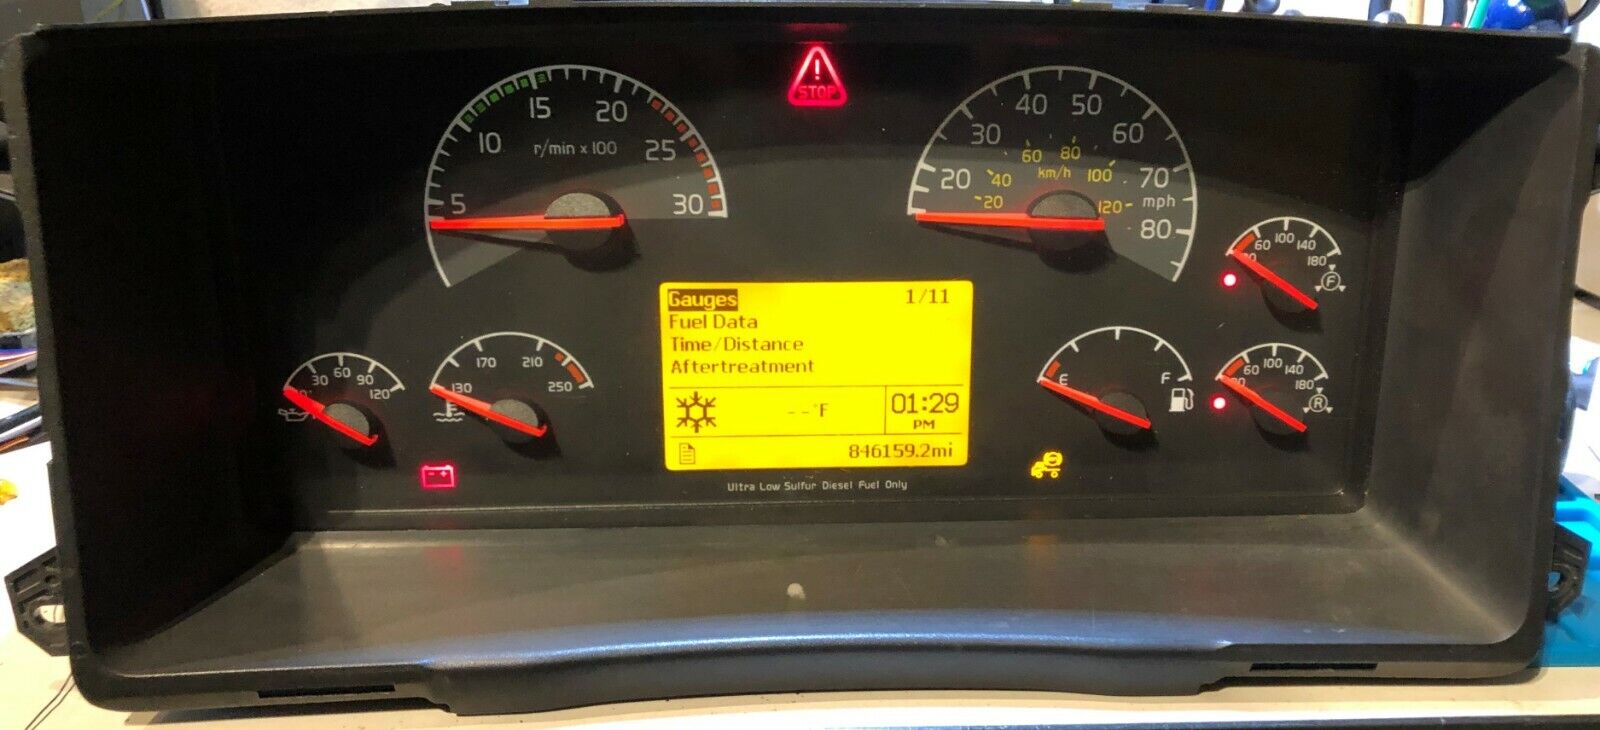 STOP
5 10 15 20 25 30
r/min x 100
20 30 40 50 60 70 80
mph
20 40 60 80 100 120
km/h
60 100 140 180
F
Gauges 1/11
Fuel Data
Time/Distance
Aftertreatment
--°F 01:29
PM
846159.2mi
30 60 90 120
130 170 210 250
E F
60 100 140 180
R
Ultra Low Sulfur Diesel Fuel Only